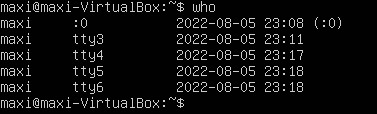 maxi@maxi-VirtualBox:~$ who
maxi     :0           2022-08-05 23:08 (:0)
maxi     tty3         2022-08-05 23:11
maxi     tty4         2022-08-05 23:17
maxi     tty5         2022-08-05 23:18
maxi     tty6         2022-08-05 23:18
maxi@maxi-VirtualBox:~$